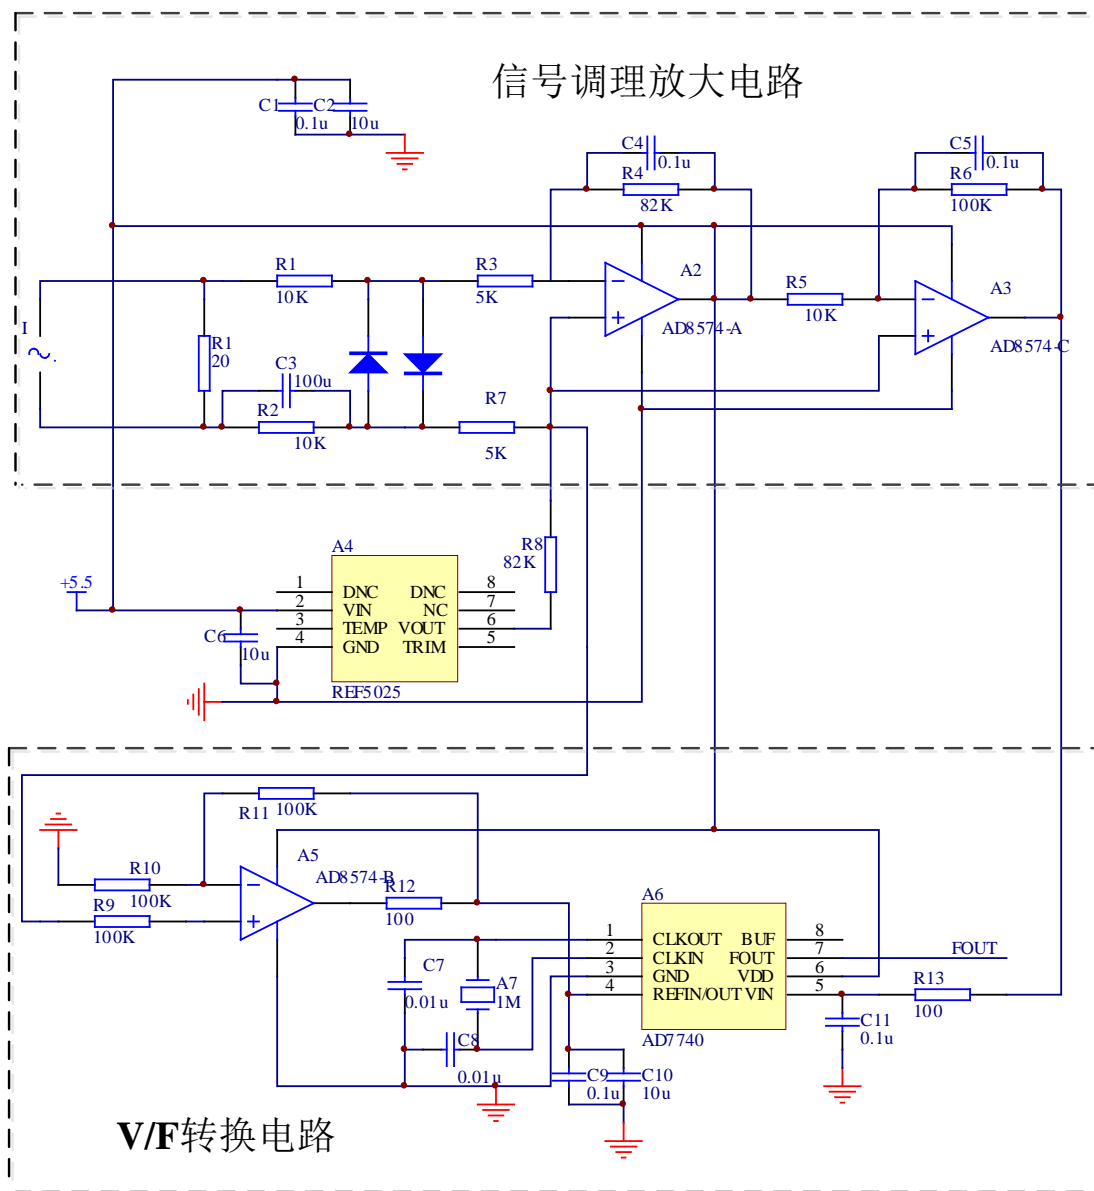 信号调理放大电路
C1
0.1u
C2
10u
C4
0.1u
R4
82K
C5
0.1u
R6
100K
R1
10K
R3
5K
A2
AD8574-A
R5
10K
A3
AD8574-C
I
R1
20
C3
100u
R2
10K
R7
5K
+5.5
A4
1
2
3
4
DNC
VIN
TEMP
GND
DNC
NC
VOUT
TRIM
8
7
6
5
REF5025
C6
10u
R8
82K
R11
100K
R10
100K
R9
100K
A5
AD8574-B
R12
100
C7
0.01u
A7
1M
C8
0.01u
A6
1
2
3
4
CLKOUT
CLKIN
GND
REFIN/OUT
BUF
FOUT
VDD
VIN
8
7
6
5
AD7740
FOUT
R13
100
C11
0.1u
C9
0.1u
C10
10u
V/F转换电路